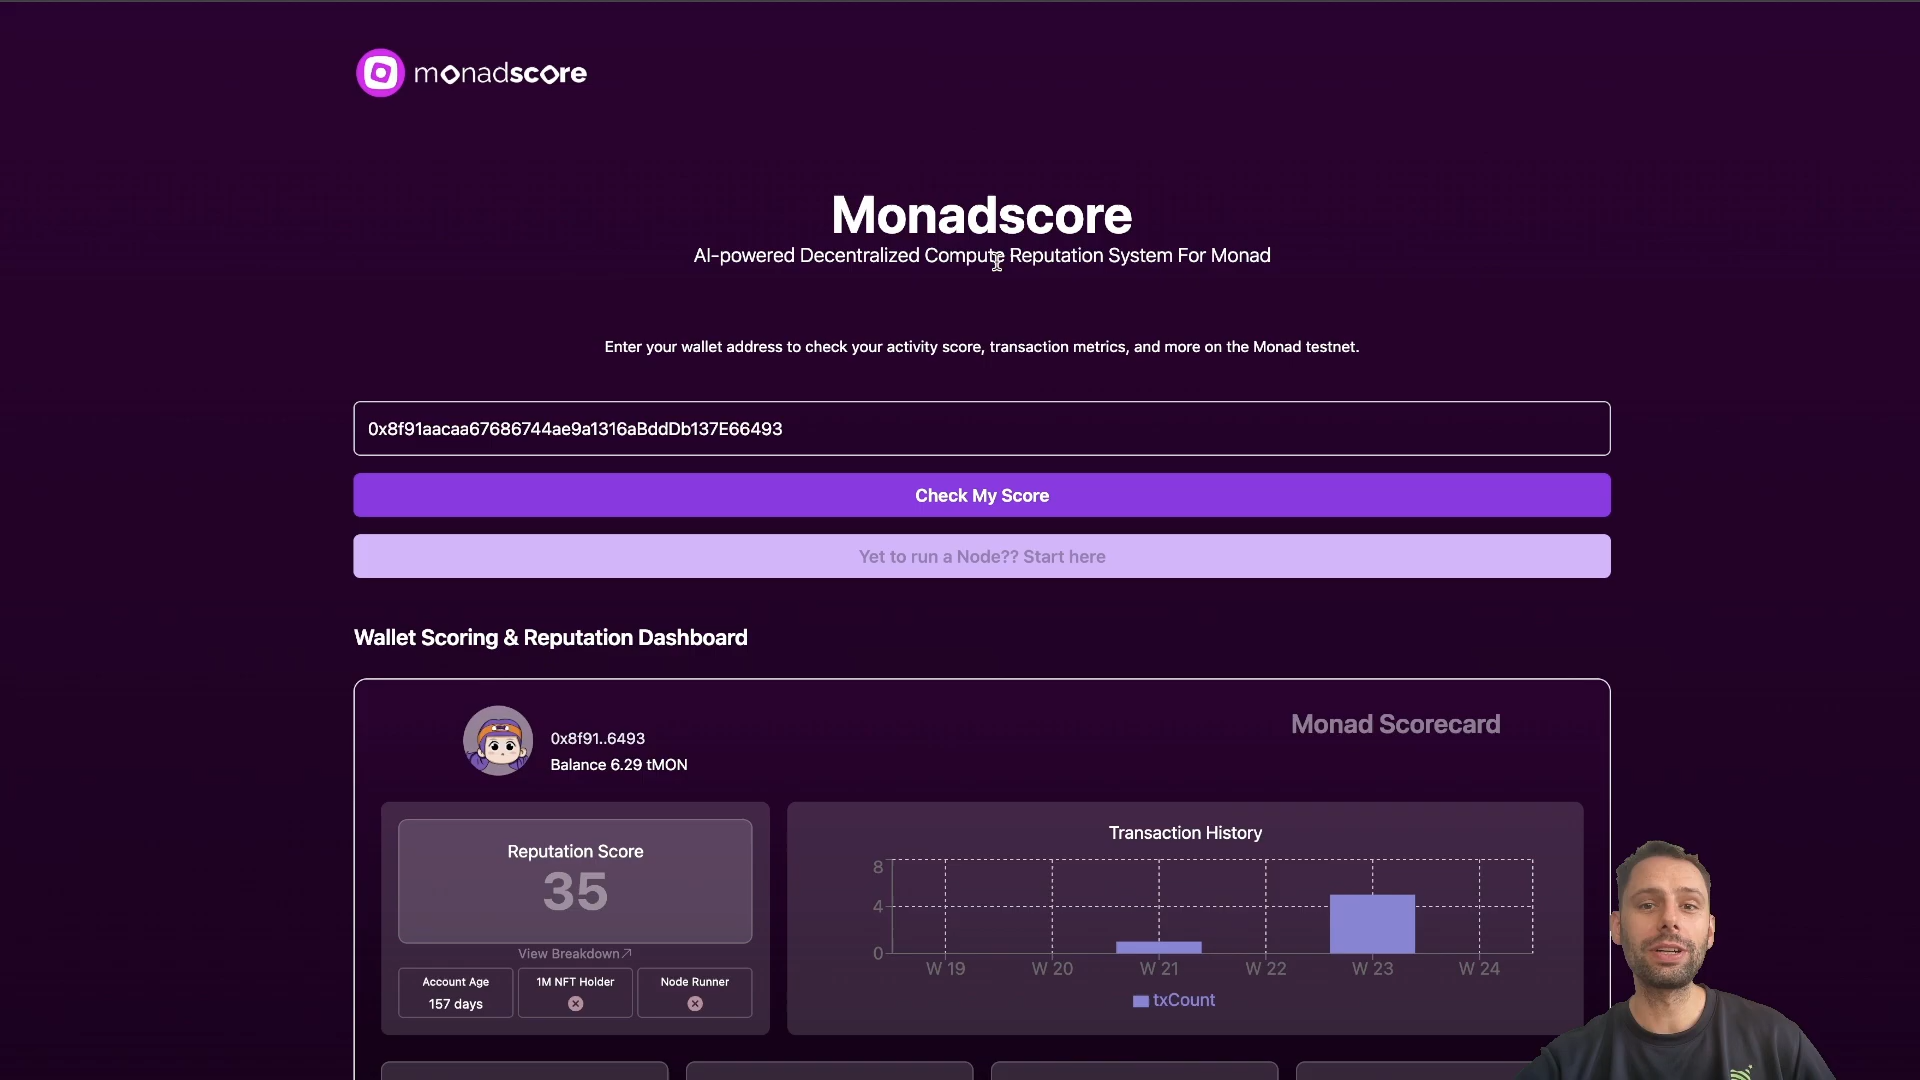 monadscore
Monadscore
AI-powered Decentralized Compute Reputation System For Monad
Enter your wallet address to check your activity score, transaction metrics, and more on the Monad testnet.
0x8f91aacaa67686744ae9a1316aBddDb137E66493
Check My Score
Yet to run a Node?? Start here
Wallet Scoring & Reputation Dashboard
0x8f91..6493
Balance 6.29 tMON
Monad Scorecard
Reputation Score
35
View Breakdown↗
Account Age
157 days
1M NFT Holder
Node Runner
Transaction History
8
4
0
W 19 W 20 W 21 W 22 W 23 W 24
txCount